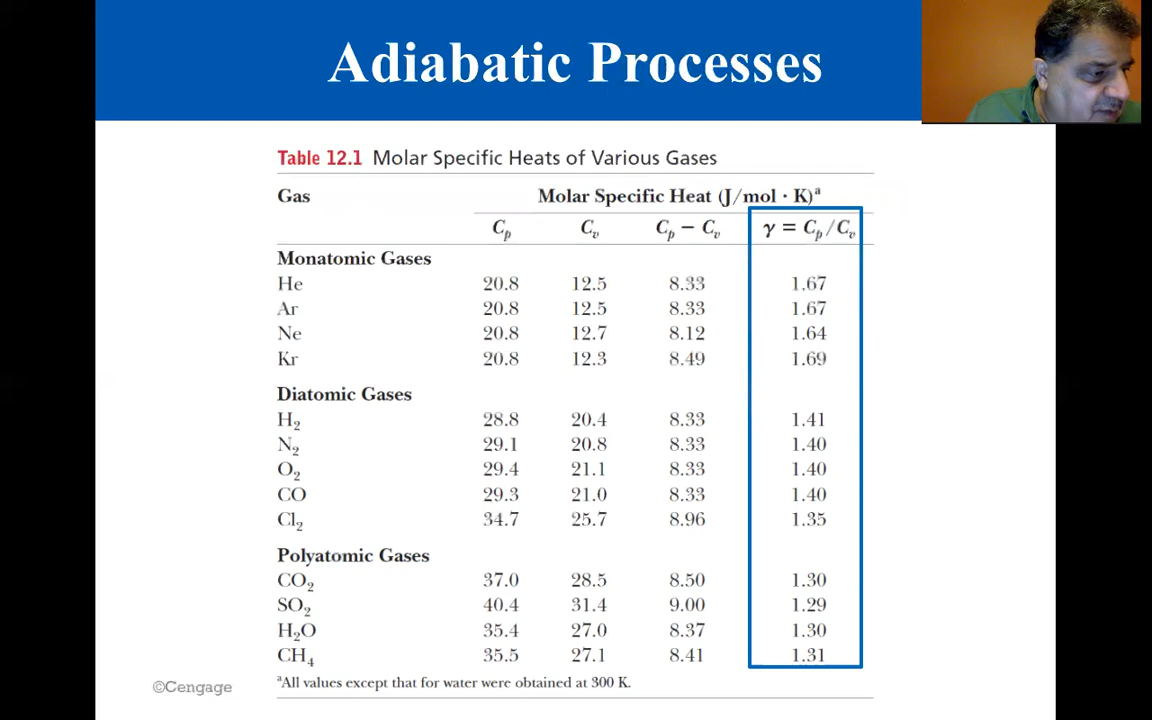 Adiabatic Processes
Table 12.1 Molar Specific Heats of Various Gases
Gas Molar Specific Heat (J/mol · K)ᵃ
Cₚ Cᵥ Cₚ − Cᵥ γ = Cₚ/Cᵥ
Monatomic Gases
He 20.8 12.5 8.33 1.67
Ar 20.8 12.5 8.33 1.67
Ne 20.8 12.7 8.12 1.64
Kr 20.8 12.3 8.49 1.69
Diatomic Gases
H₂ 28.8 20.4 8.33 1.41
N₂ 29.1 20.8 8.33 1.40
O₂ 29.4 21.1 8.33 1.40
CO 29.3 21.0 8.33 1.40
Cl₂ 34.7 25.7 8.96 1.35
Polyatomic Gases
CO₂ 37.0 28.5 8.50 1.30
SO₂ 40.4 31.4 9.00 1.29
H₂O 35.4 27.0 8.37 1.30
CH₄ 35.5 27.1 8.41 1.31
ᵃAll values except that for water were obtained at 300 K.
©Cengage